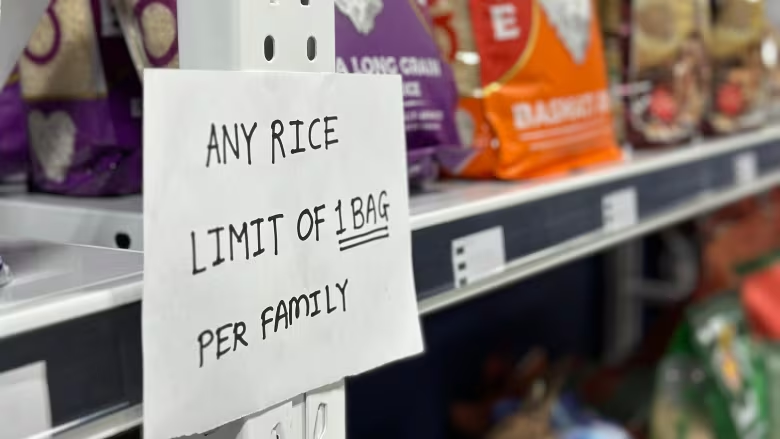 ANY RICE
LIMIT OF 1 BAG
PER FAMILY
A LONG GRAIN
BASMATI